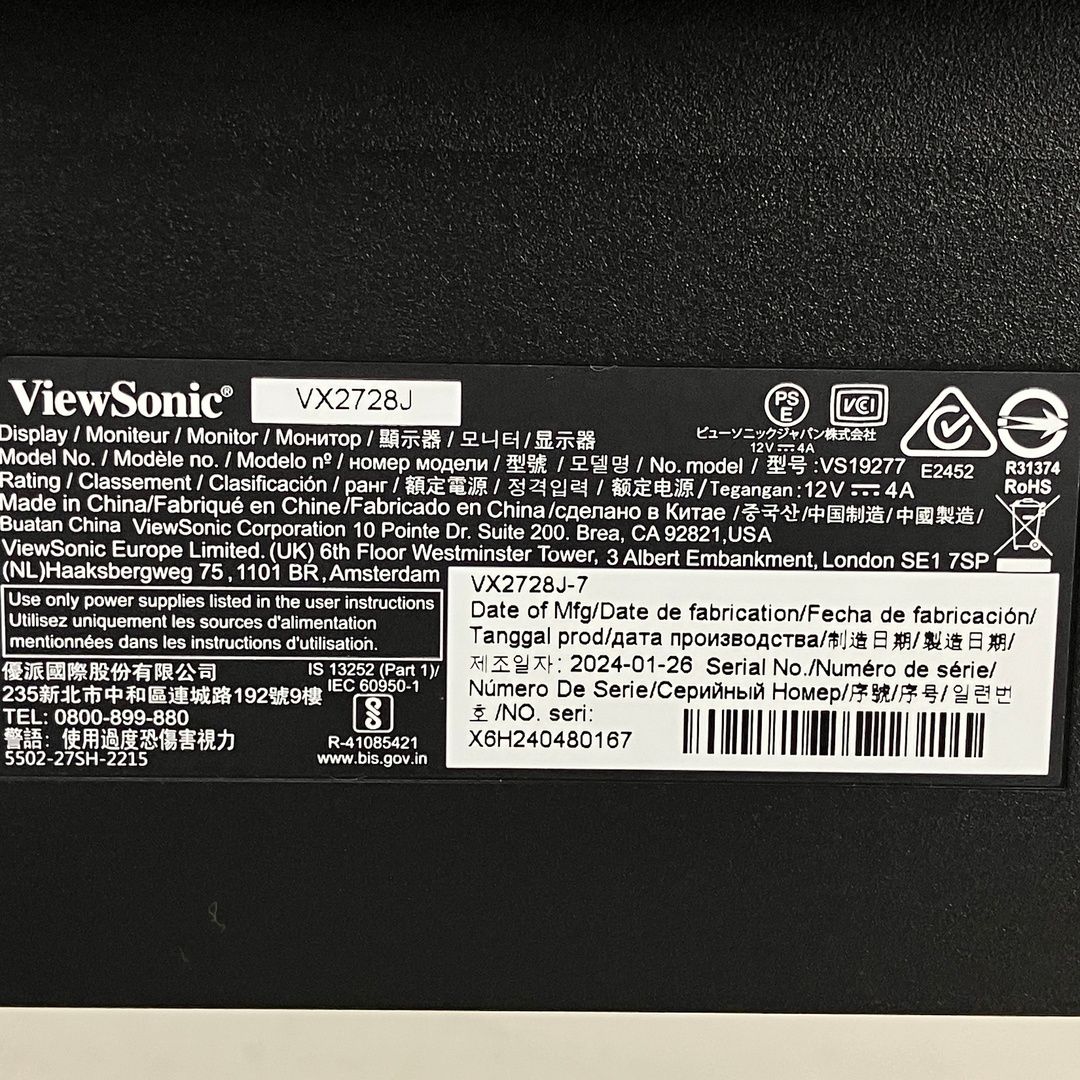 ViewSonic® VX2728J
PS E
VCI
ビューソニックジャパン株式会社
12V⎓4A
E2452
R31374
RoHS
Display / Moniteur / Monitor / Монитор / 顯示器 / 모니터 / 显示器
Model No. / Modèle no. / Modelo nº / номер модели / 型號 / 모델명 / No. model / 型号 :VS19277
Rating / Classement / Clasificación / ранг / 額定電源 / 정격입력 / 额定电源/Tegangan : 12V ⎓ 4A
Made in China/Fabriqué en Chine/Fabricado en China/сделано в Китае /중국산/中国制造/中國製造/
Buatan China ViewSonic Corporation 10 Pointe Dr. Suite 200. Brea, CA 92821,USA
ViewSonic Europe Limited. (UK) 6th Floor Westminster Tower, 3 Albert Embankment, London SE1 7SP
(NL)Haaksbergweg 75 ,1101 BR, Amsterdam
Use only power supplies listed in the user instructions
Utilisez uniquement les sources d'alimentation
mentionnées dans les instructions d'utilisation.
優派國際股份有限公司
235新北市中和區連城路192號9樓
TEL: 0800-899-880
警語: 使用過度恐傷害視力
5502-27SH-2215
IS 13252 (Part 1)/
IEC 60950-1
R-41085421
www.bis.gov.in
VX2728J-7
Date of Mfg/Date de fabrication/Fecha de fabricación/
Tanggal prod/дата производства/制造日期/製造日期/
제조일자: 2024-01-26 Serial No./Numéro de série/
Número De Serie/Серийный Номер/序號/序号/일련번
호 /NO. seri:
X6H240480167